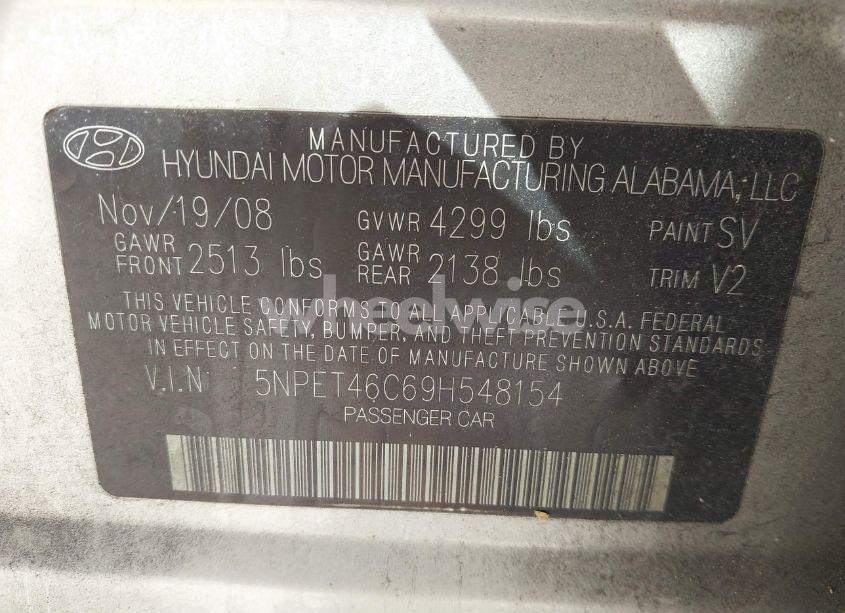 MANUFACTURED BY
HYUNDAI MOTOR MANUFACTURING ALABAMA, LLC
Nov/19/08 GVWR 4299 lbs PAINT SV
GAWR FRONT 2513 lbs GAWR REAR 2138 lbs TRIM V2
THIS VEHICLE CONFORMS TO ALL APPLICABLE U.S.A. FEDERAL
MOTOR VEHICLE SAFETY, BUMPER, AND THEFT PREVENTION STANDARDS
IN EFFECT ON THE DATE OF MANUFACTURE SHOWN ABOVE
V.I.N 5NPET46C69H548154
PASSENGER CAR
wheelwise